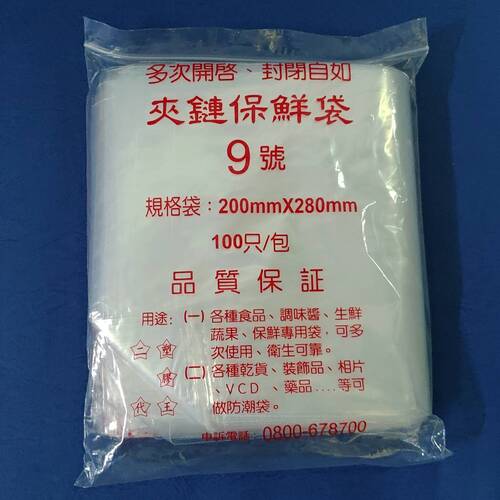 多次開啓、封閉自如
夾鏈保鮮袋
9號
規格袋：200mmX280mm
100只/包
品質保証
用途：(一) 各種食品、調味醬、生鮮
蔬果、保鮮專用袋，可多
次使用、衛生可靠。
(二) 各種乾貨、裝飾品、相片
、VCD、藥品....等可
做防潮袋。
申訴電話：0800-678700